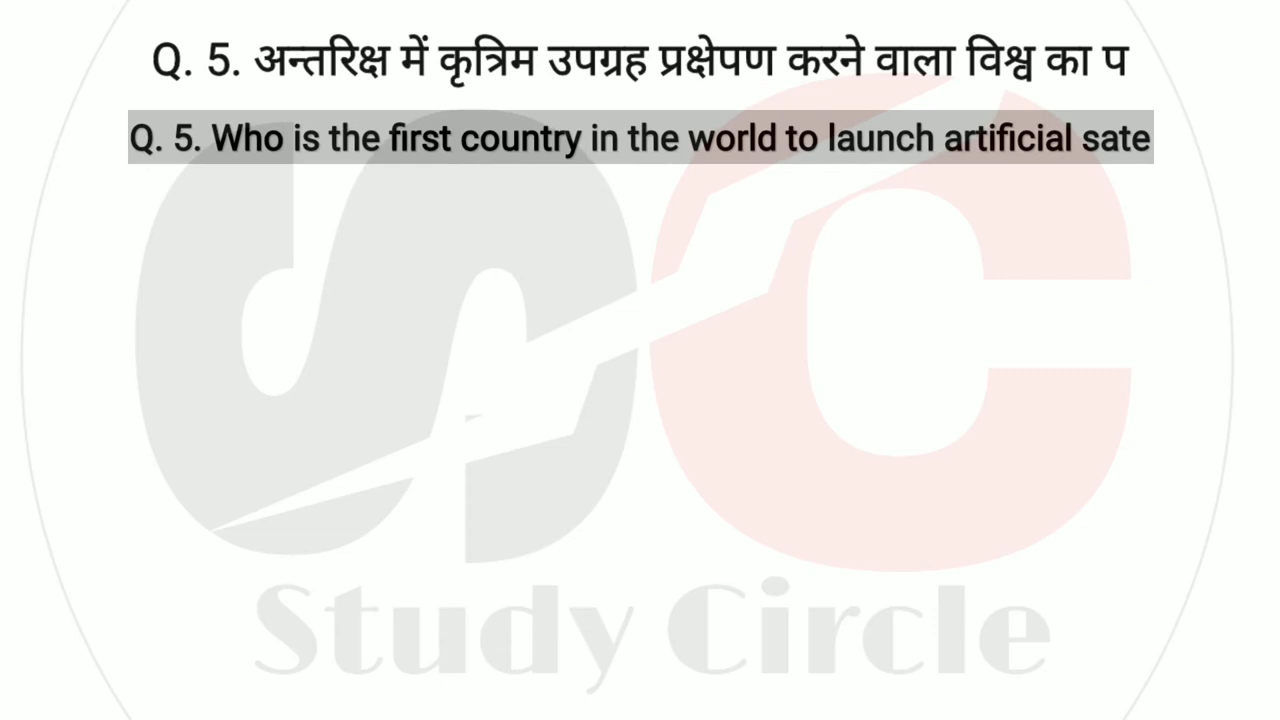 Q. 5. अन्तरिक्ष में कृत्रिम उपग्रह प्रक्षेपण करने वाला विश्व का प
Q. 5. Who is the first country in the world to launch artificial sate
SC
Study Circle